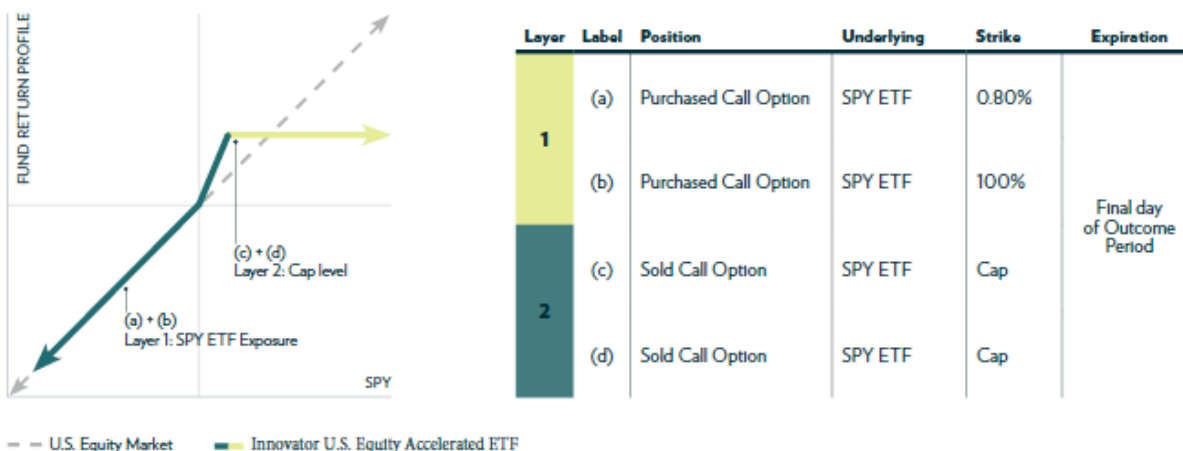 FUND RETURN PROFILE
(c) + (d)
Layer 2: Cap level
(a) + (b)
Layer 1: SPY ETF Exposure
SPY
U.S. Equity Market
Innovator U.S. Equity Accelerated ETF
Layer Label Position Underlying Strike Expiration
1
(a) Purchased Call Option SPY ETF 0.80%
(b) Purchased Call Option SPY ETF 100%
Final day
of Outcome
Period
2
(c) Sold Call Option SPY ETF Cap
(d) Sold Call Option SPY ETF Cap